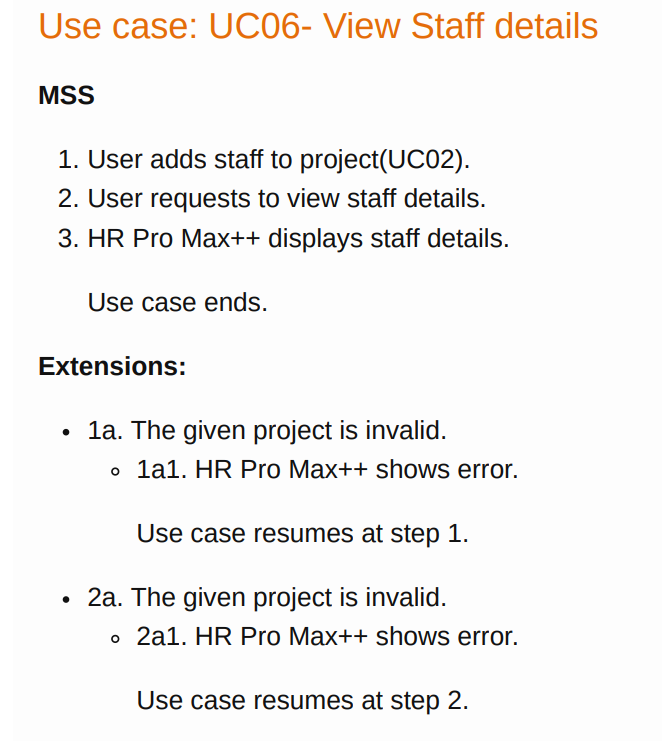 Use case: UC06- View Staff details
MSS
1. User adds staff to project(UC02).
2. User requests to view staff details.
3. HR Pro Max++ displays staff details.
Use case ends.
Extensions:
• 1a. The given project is invalid.
◦ 1a1. HR Pro Max++ shows error.
Use case resumes at step 1.
• 2a. The given project is invalid.
◦ 2a1. HR Pro Max++ shows error.
Use case resumes at step 2.